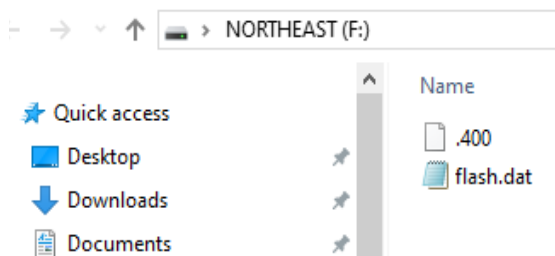 NORTHEAST (F:)
Name
Quick access
.400
Desktop
flash.dat
Downloads
Documents